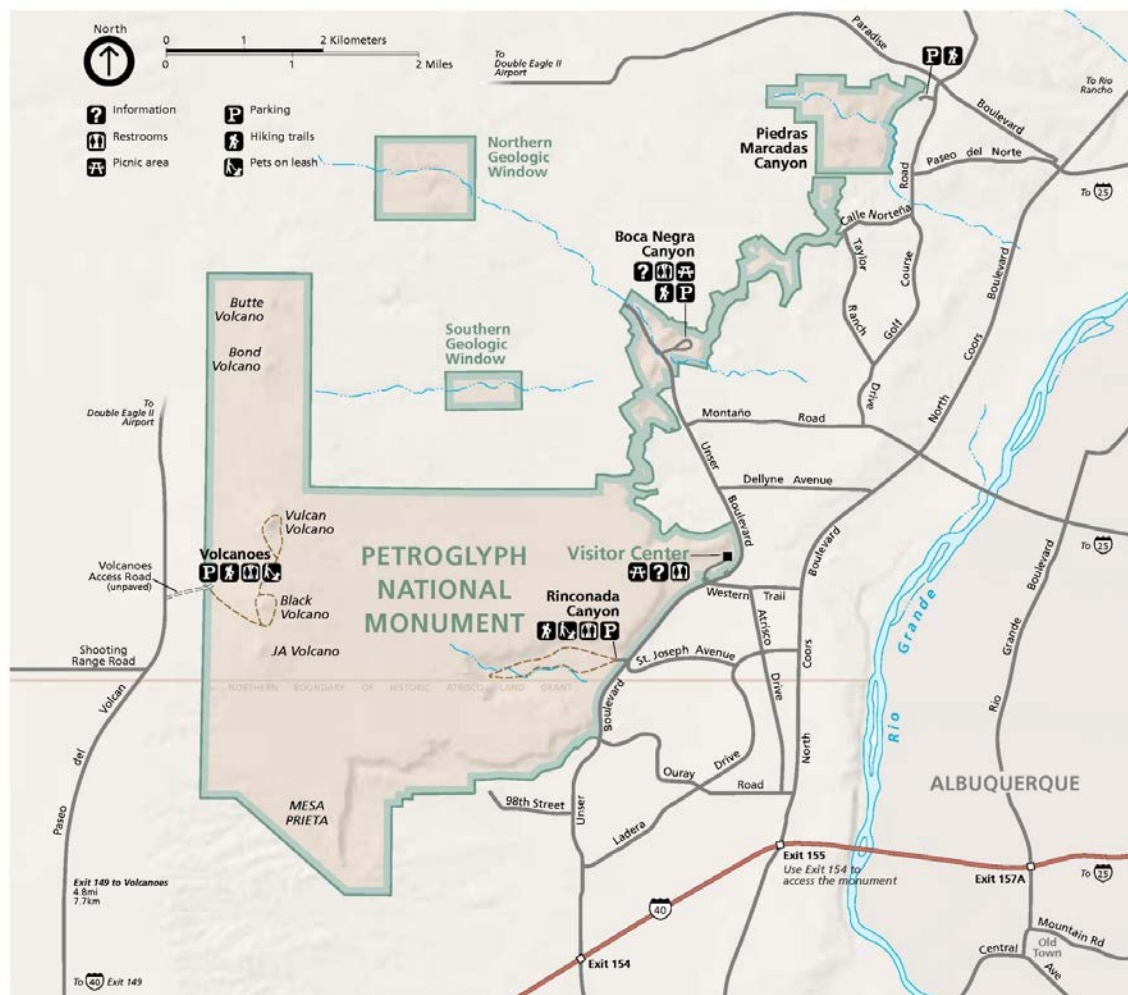 North
0 1 2 Kilometers
0 1 2 Miles
? Information
P Parking
Restrooms
Hiking trails
Picnic area
Pets on leash
To
Double Eagle II
Airport
Paradise
Boulevard
P
To Rio
Rancho
Piedras
Marcadas
Canyon
Paseo del Norte
To 25
Road
Northern
Geologic
Window
Calle Norteña
Boca Negra
Canyon
?
P
Taylor
Ranch
Drive
Golf
Course
North
Coors
Boulevard
Butte
Volcano
Bond
Volcano
Southern
Geologic
Window
To
Double Eagle II
Airport
Montaño Road
Unser
Boulevard
Dellyne Avenue
Vulcan
Volcano
Volcanoes
P
Volcanoes
Access Road
(unpaved)
Black
Volcano
JA Volcano
PETROGLYPH
NATIONAL
MONUMENT
Visitor Center
?
Rinconada
Canyon
P
Western Trail
Atrisco
Drive
St. Joseph Avenue
Boulevard
Coors
North
To 25
Rio Grande
Rio
Grande
Boulevard
Shooting
Range Road
NORTHERN BOUNDARY OF HISTORIC ATRISCO LAND GRANT
Paseo
del
Volcan
Boulevard
Unser
Ouray
Road
Drive
Ladera
98th Street
MESA
PRIETA
ALBUQUERQUE
Exit 155
Use Exit 154 to
access the monument
Exit 157A
To 25
Exit 149 to Volcanoes
4.8mi
7.7km
40
Exit 154
Mountain Rd
Old
Town
Central
Ave
To 40 Exit 149